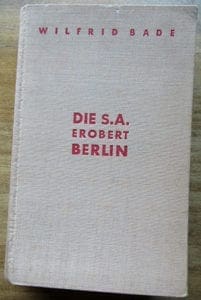 WILFRID BADE
DIE S.A.
EROBERT
BERLIN